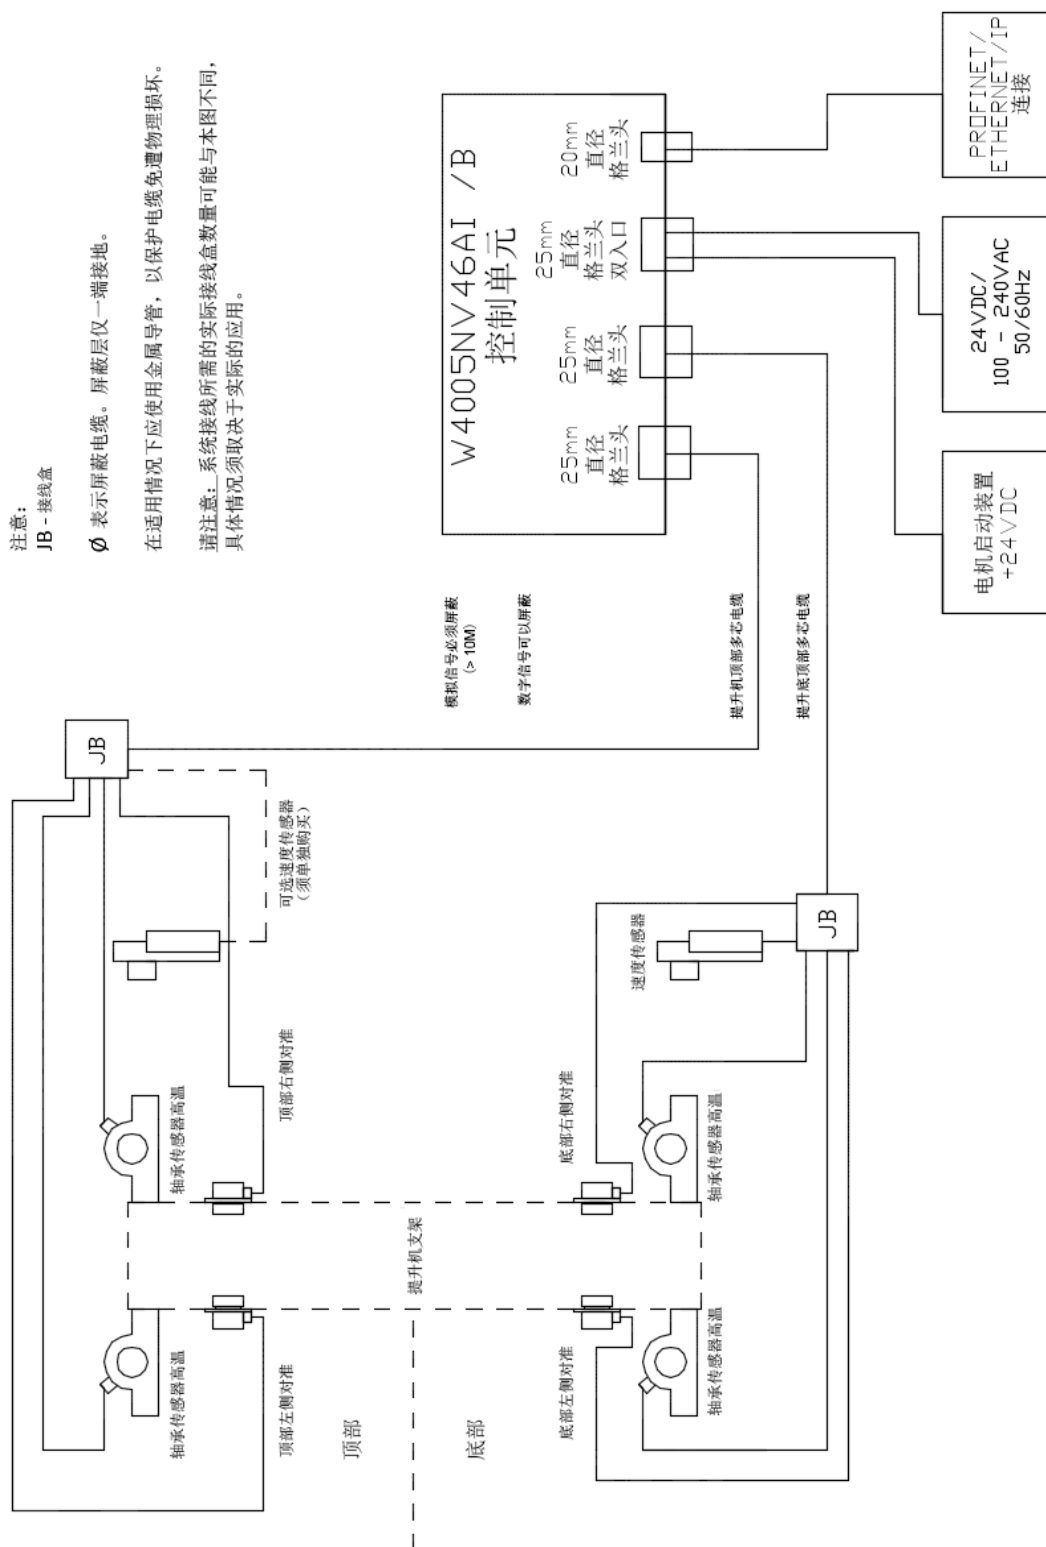 注意：
JB - 接线盒
Ø 表示屏蔽电缆。屏蔽层仅一端接地。
在适用情况下应使用金属导管，以保护电缆免遭物理损坏。
请注意：系统接线所需的实际接线盒数量可能与本图不同，
具体情况须取决于实际的应用。
W4005NV46AI /B
控制单元
25mm
直径
格兰头
25mm
直径
格兰头
25mm
直径
格兰头
双入口
20mm
直径
格兰头
PROFINET/
ETHERNET/IP
连接
24VDC/
100 - 240VAC
50/60Hz
电机启动装置
+24VDC
模拟信号必须屏蔽
(> 10M)
数字信号可以屏蔽
提升机顶部多芯电缆
提升底顶部多芯电缆
JB
可选速度传感器
（须单独购买）
顶部右侧对准
轴承传感器高温
轴承传感器高温
顶部左侧对准
顶部
提升机支架
底部
JB
速度传感器
底部右侧对准
轴承传感器高温
底部左侧对准
轴承传感器高温